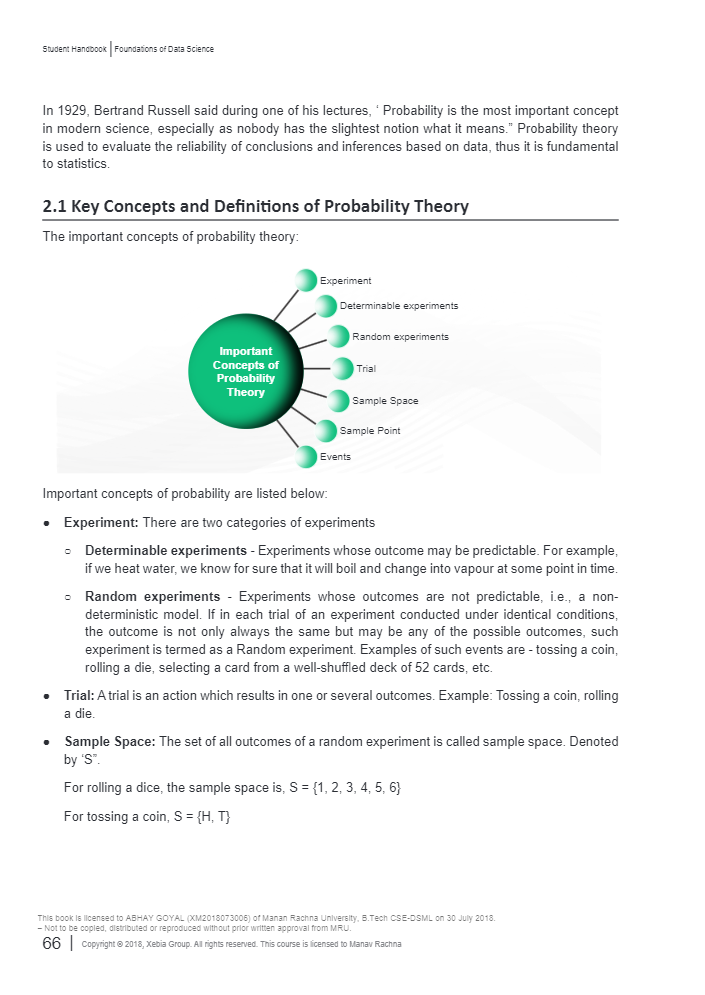 Student Handbook | Foundations of Data Science
In 1929, Bertrand Russell said during one of his lectures, ‘ Probability is the most important concept
in modern science, especially as nobody has the slightest notion what it means.” Probability theory
is used to evaluate the reliability of conclusions and inferences based on data, thus it is fundamental
to statistics.
2.1 Key Concepts and Definitions of Probability Theory
The important concepts of probability theory:
Experiment
Determinable experiments
Random experiments
Important
Concepts of
Probability
Theory
Trial
Sample Space
Sample Point
Events
Important concepts of probability are listed below:
● Experiment: There are two categories of experiments
○ Determinable experiments - Experiments whose outcome may be predictable. For example,
if we heat water, we know for sure that it will boil and change into vapour at some point in time.
○ Random experiments - Experiments whose outcomes are not predictable, i.e., a non-
deterministic model. If in each trial of an experiment conducted under identical conditions,
the outcome is not only always the same but may be any of the possible outcomes, such
experiment is termed as a Random experiment. Examples of such events are - tossing a coin,
rolling a die, selecting a card from a well-shuffled deck of 52 cards, etc.
● Trial: A trial is an action which results in one or several outcomes. Example: Tossing a coin, rolling
a die.
● Sample Space: The set of all outcomes of a random experiment is called sample space. Denoted
by ‘S”.
For rolling a dice, the sample space is, S = {1, 2, 3, 4, 5, 6}
For tossing a coin, S = {H, T}
This book is licensed to ABHAY GOYAL (XM2018073006) of Manan Rachna University, B.Tech CSE-DSML on 30 July 2018.
– Not to be copied, distributed or reproduced without prior written approval from MRU.
66 | Copyright © 2018, Xebia Group. All rights reserved. This course is licensed to Manav Rachna